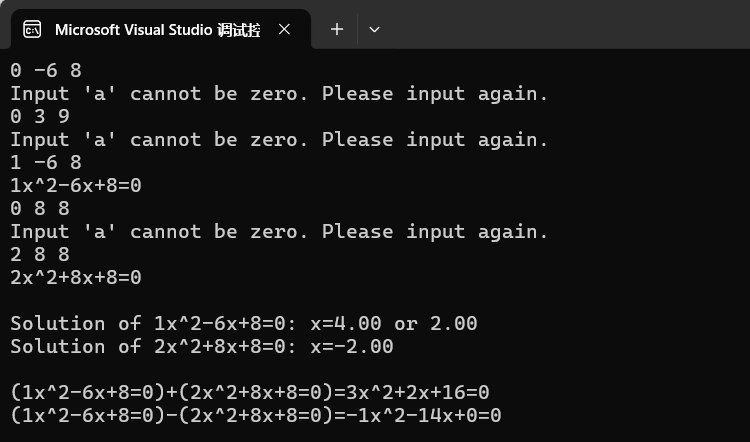 Microsoft Visual Studio 调试控
0 -6 8
Input 'a' cannot be zero. Please input again.
0 3 9
Input 'a' cannot be zero. Please input again.
1 -6 8
1x^2-6x+8=0
0 8 8
Input 'a' cannot be zero. Please input again.
2 8 8
2x^2+8x+8=0
Solution of 1x^2-6x+8=0: x=4.00 or 2.00
Solution of 2x^2+8x+8=0: x=-2.00
(1x^2-6x+8=0)+(2x^2+8x+8=0)=3x^2+2x+16=0
(1x^2-6x+8=0)-(2x^2+8x+8=0)=-1x^2-14x+0=0